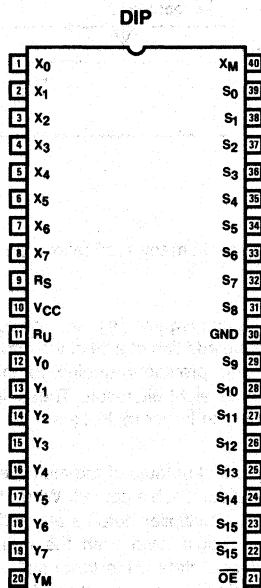 DIP
1 X0 XM 40
2 X1 S0 39
3 X2 S1 38
4 X3 S2 37
5 X4 S3 36
6 X5 S4 35
7 X6 S5 34
8 X7 S6 33
9 RS S7 32
10 VCC S8 31
11 RU GND 30
12 Y0 S9 29
13 Y1 S10 28
14 Y2 S11 27
15 Y3 S12 26
16 Y4 S13 25
17 Y5 S14 24
18 Y6 S15 23
19 Y7 S̅1̅5̅ 22
20 YM O̅E̅ 21